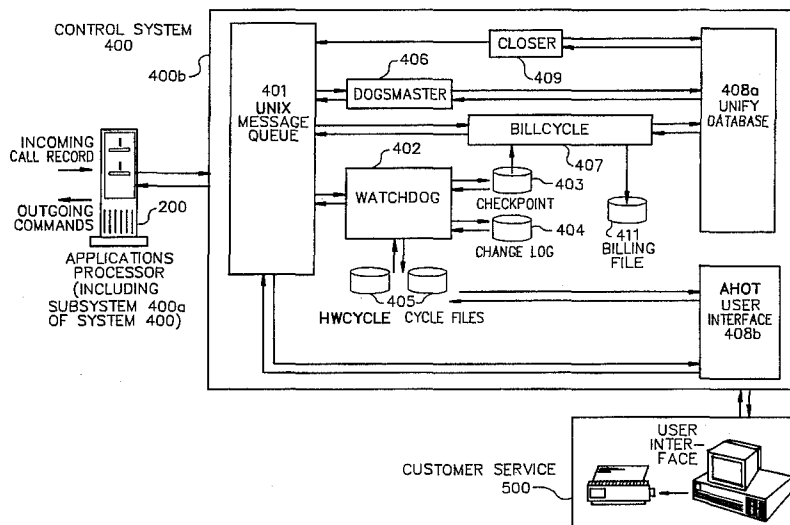 CONTROL SYSTEM
400
400b
401
UNIX
MESSAGE
QUEUE
CLOSER
409
406
DOGSMASTER
408a
UNIFY
DATABASE
BILLCYCLE
407
402
WATCHDOG
403
CHECKPOINT
404
CHANGE LOG
411
BILLING
FILE
405
HWCYCLE CYCLE FILES
AHOT
USER
INTERFACE
408b
INCOMING
CALL RECORD
OUTGOING
COMMANDS
200
APPLICATIONS
PROCESSOR
(INCLUDING
SUBSYSTEM 400a
OF SYSTEM 400)
CUSTOMER SERVICE
500
USER
INTER-
FACE